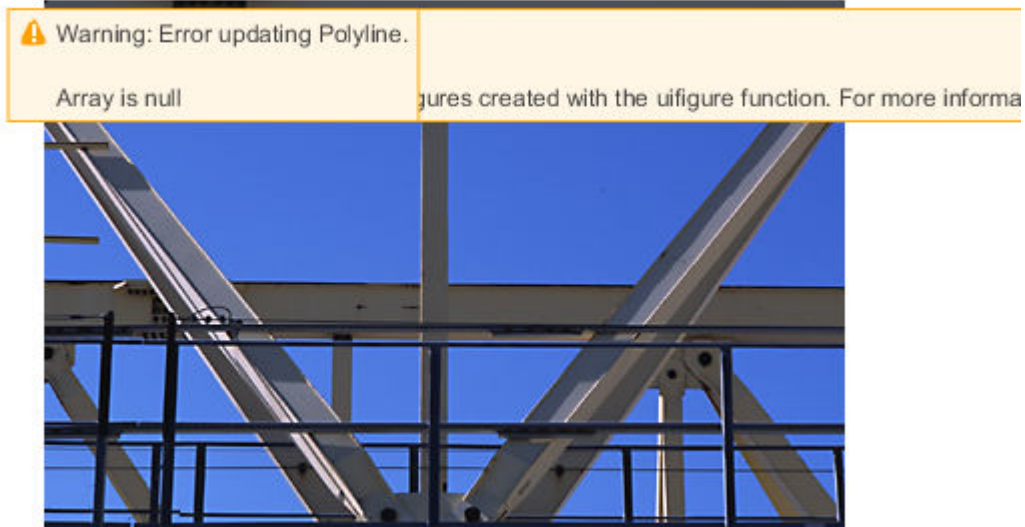 Warning: Error updating Polyline.
Array is null
gures created with the uifigure function. For more informa